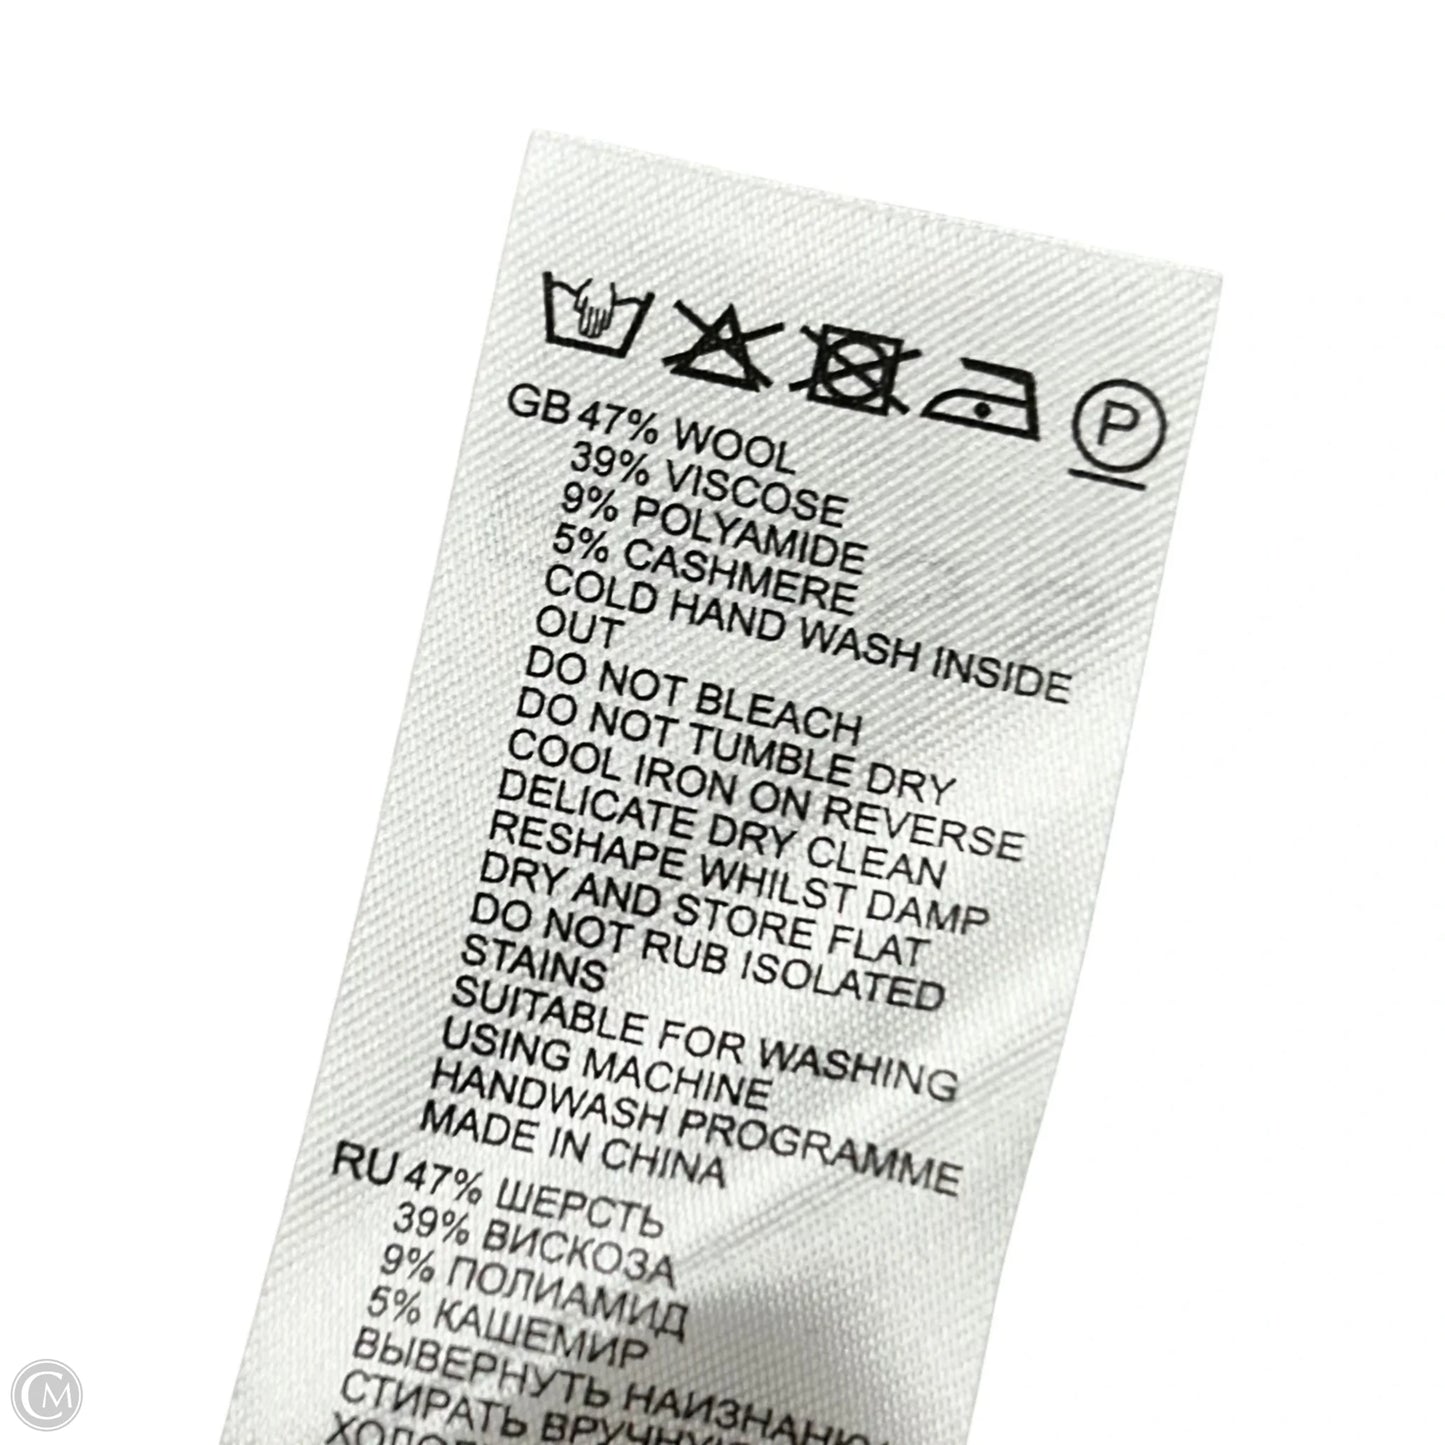 P
GB 47% WOOL
39% VISCOSE
9% POLYAMIDE
5% CASHMERE
COLD HAND WASH INSIDE
OUT
DO NOT BLEACH
DO NOT TUMBLE DRY
COOL IRON ON REVERSE
DELICATE DRY CLEAN
RESHAPE WHILST DAMP
DRY AND STORE FLAT
DO NOT RUB ISOLATED
STAINS
SUITABLE FOR WASHING
USING MACHINE
HANDWASH PROGRAMME
MADE IN CHINA
RU 47% ШЕРСТЬ
39% ВИСКОЗА
9% ПОЛИАМИД
5% КАШЕМИР
ВЫВЕРНУТЬ
СТИРАТЬ
CM